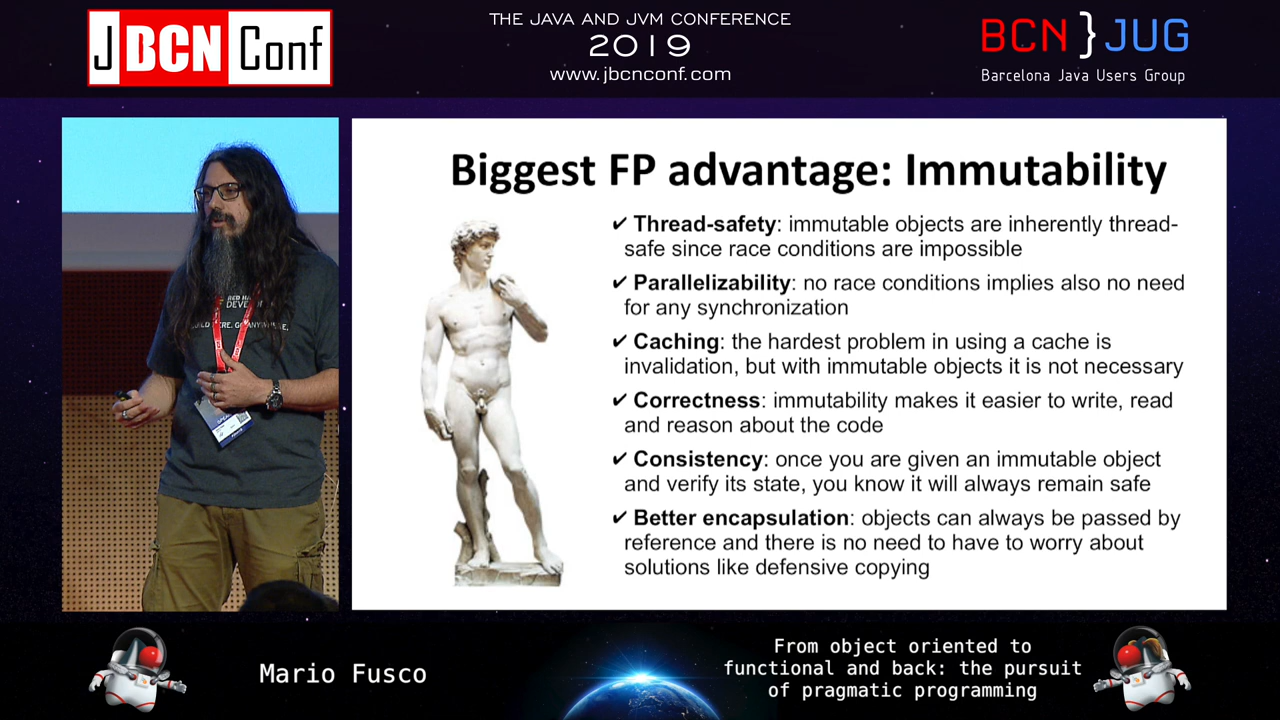 J BCN Conf
THE JAVA AND JVM CONFERENCE
2019
www.jbcnconf.com
BCN } JUG
Barcelona Java Users Group
Biggest FP advantage: Immutability
✔ Thread-safety: immutable objects are inherently thread-
safe since race conditions are impossible
✔ Parallelizability: no race conditions implies also no need
for any synchronization
✔ Caching: the hardest problem in using a cache is
invalidation, but with immutable objects it is not necessary
✔ Correctness: immutability makes it easier to write, read
and reason about the code
✔ Consistency: once you are given an immutable object
and verify its state, you know it will always remain safe
✔ Better encapsulation: objects can always be passed by
reference and there is no need to have to worry about
solutions like defensive copying
RED
DEVE
Mario Fusco
From object oriented to
functional and back: the pursuit
of pragmatic programming